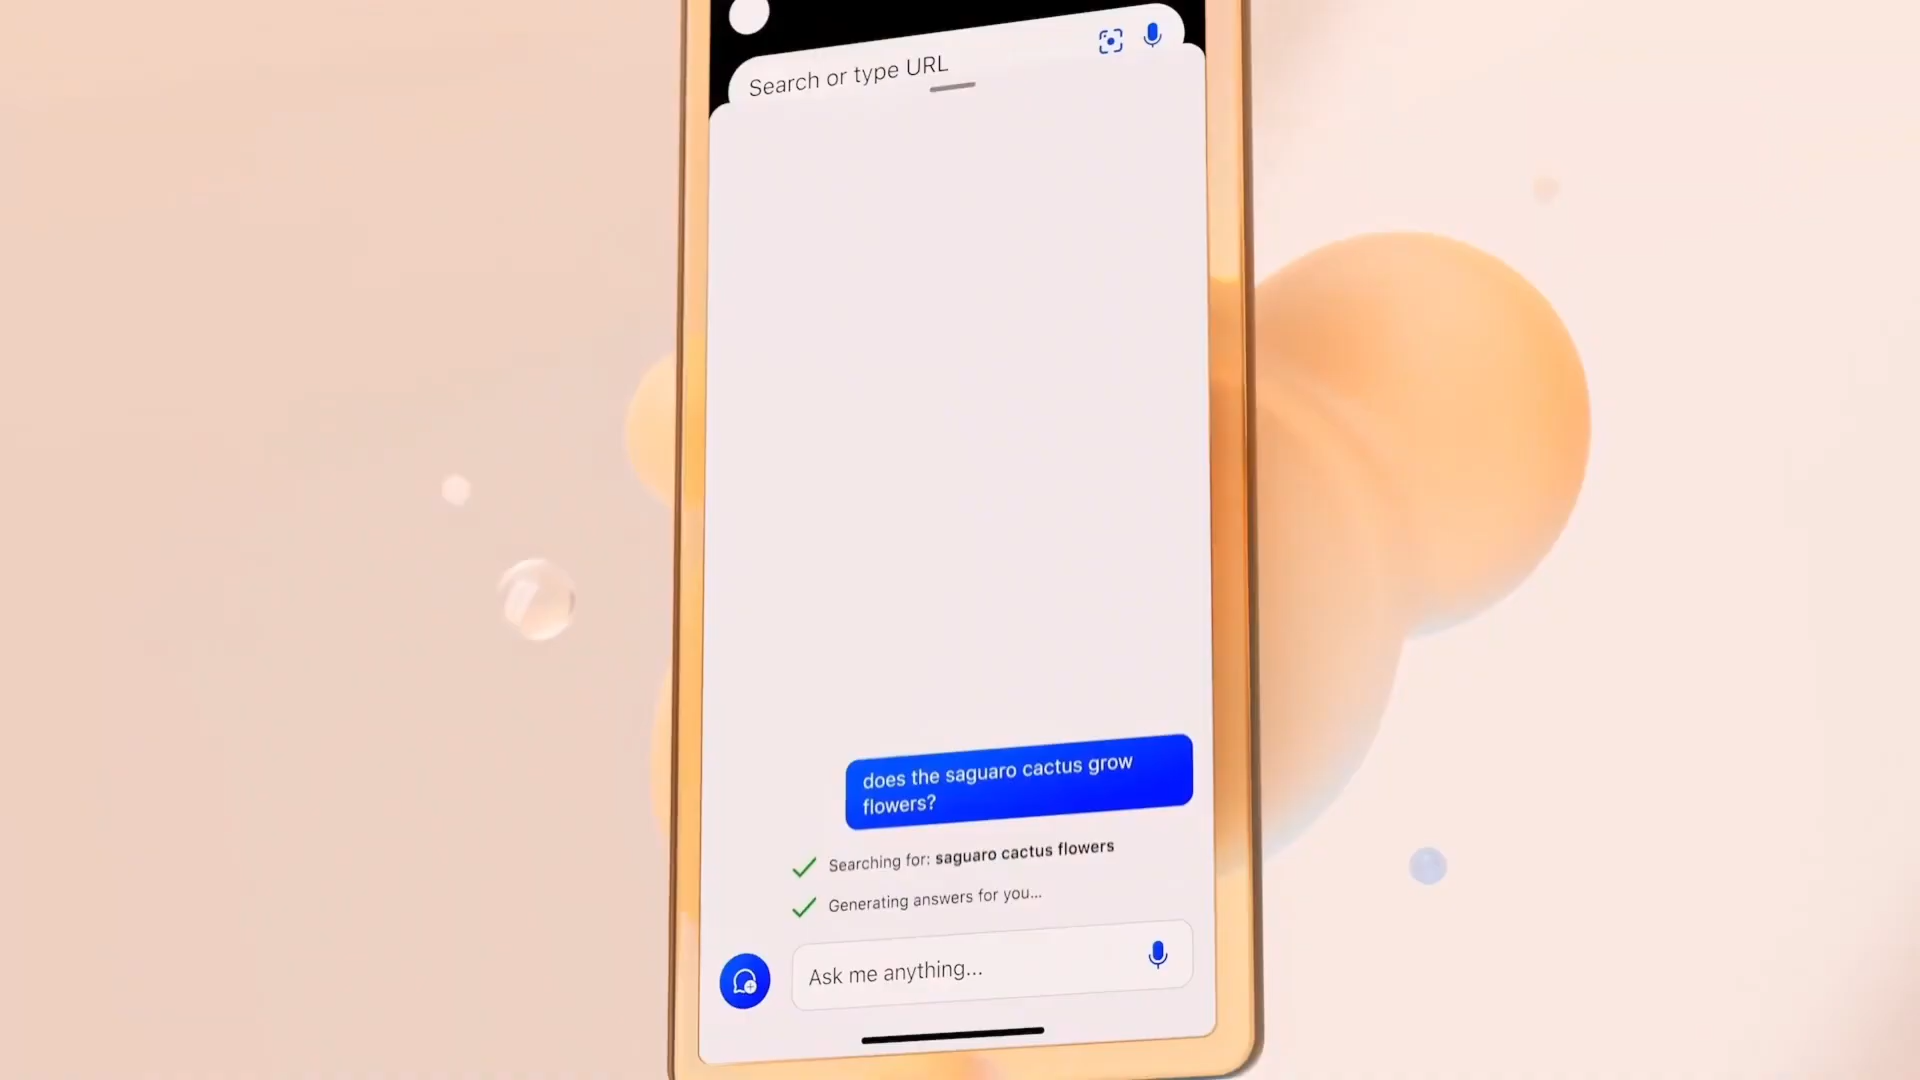 Search or type URL
does the saguaro cactus grow
flowers?
Searching for: saguaro cactus flowers
Generating answers for you...
Ask me anything...